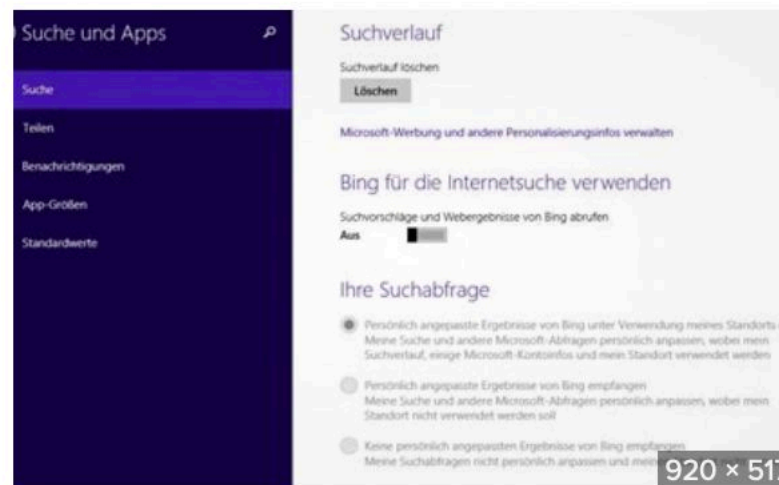 Suche und Apps
Suche
Teilen
Benachrichtigungen
App-Größen
Standardwerte
Suchverlauf
Suchverlauf löschen
Löschen
Microsoft-Werbung und andere Personalisierungsinfos verwalten
Bing für die Internetsuche verwenden
Suchvorschläge und Webergebnisse von Bing abrufen
Aus
Ihre Suchabfrage
Persönlich angepasste Ergebnisse von Bing unter Verwendung meines Standorts
Meine Suche und andere Microsoft-Abfragen persönlich anpassen, wobei mein
Suchverlauf, einige Microsoft-Kontoinfos und mein Standort verwendet werden
Persönlich angepasste Ergebnisse von Bing empfangen
Meine Suche und andere Microsoft-Abfragen persönlich anpassen, wobei mein
Standort nicht verwendet werden soll
Keine persönlich angepassten Ergebnisse von Bing empfangen
Meine Suchabfragen nicht persönlich anpassen und
920 × 517